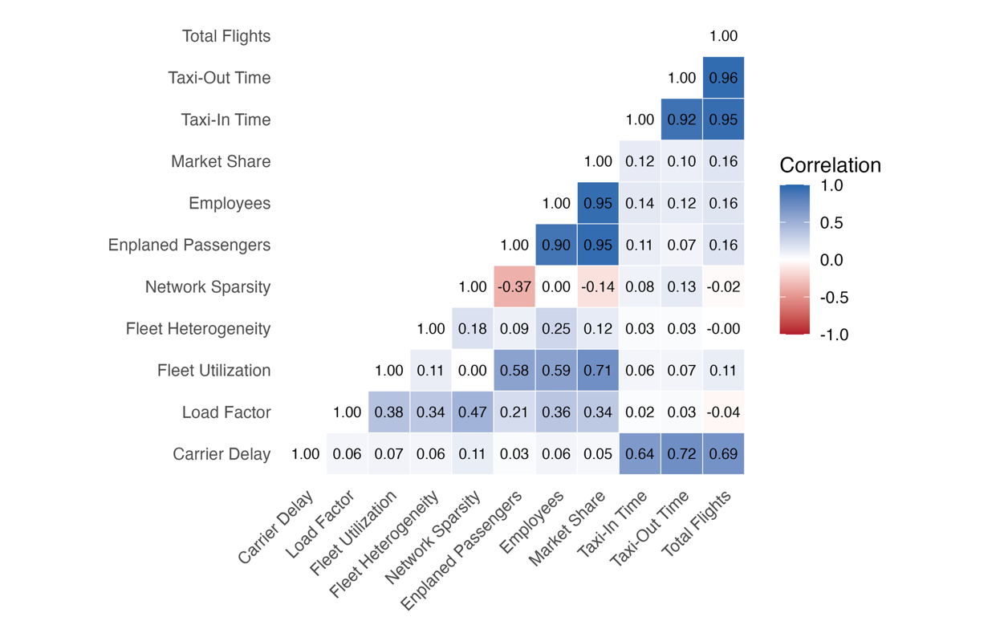 Total Flights 1.00
Taxi-Out Time 1.00 0.96
Taxi-In Time 1.00 0.92 0.95
Market Share 1.00 0.12 0.10 0.16
Employees 1.00 0.95 0.14 0.12 0.16
Enplaned Passengers 1.00 0.90 0.95 0.11 0.07 0.16
Network Sparsity 1.00 -0.37 0.00 -0.14 0.08 0.13 -0.02
Fleet Heterogeneity 1.00 0.18 0.09 0.25 0.12 0.03 0.03 -0.00
Fleet Utilization 1.00 0.11 0.00 0.58 0.59 0.71 0.06 0.07 0.11
Load Factor 1.00 0.38 0.34 0.47 0.21 0.36 0.34 0.02 0.03 -0.04
Carrier Delay 1.00 0.06 0.07 0.06 0.11 0.03 0.06 0.05 0.64 0.72 0.69
Carrier Delay
Load Factor
Fleet Utilization
Fleet Heterogeneity
Network Sparsity
Enplaned Passengers
Employees
Market Share
Taxi-In Time
Taxi-Out Time
Total Flights
Correlation
1.0
0.5
0.0
-0.5
-1.0